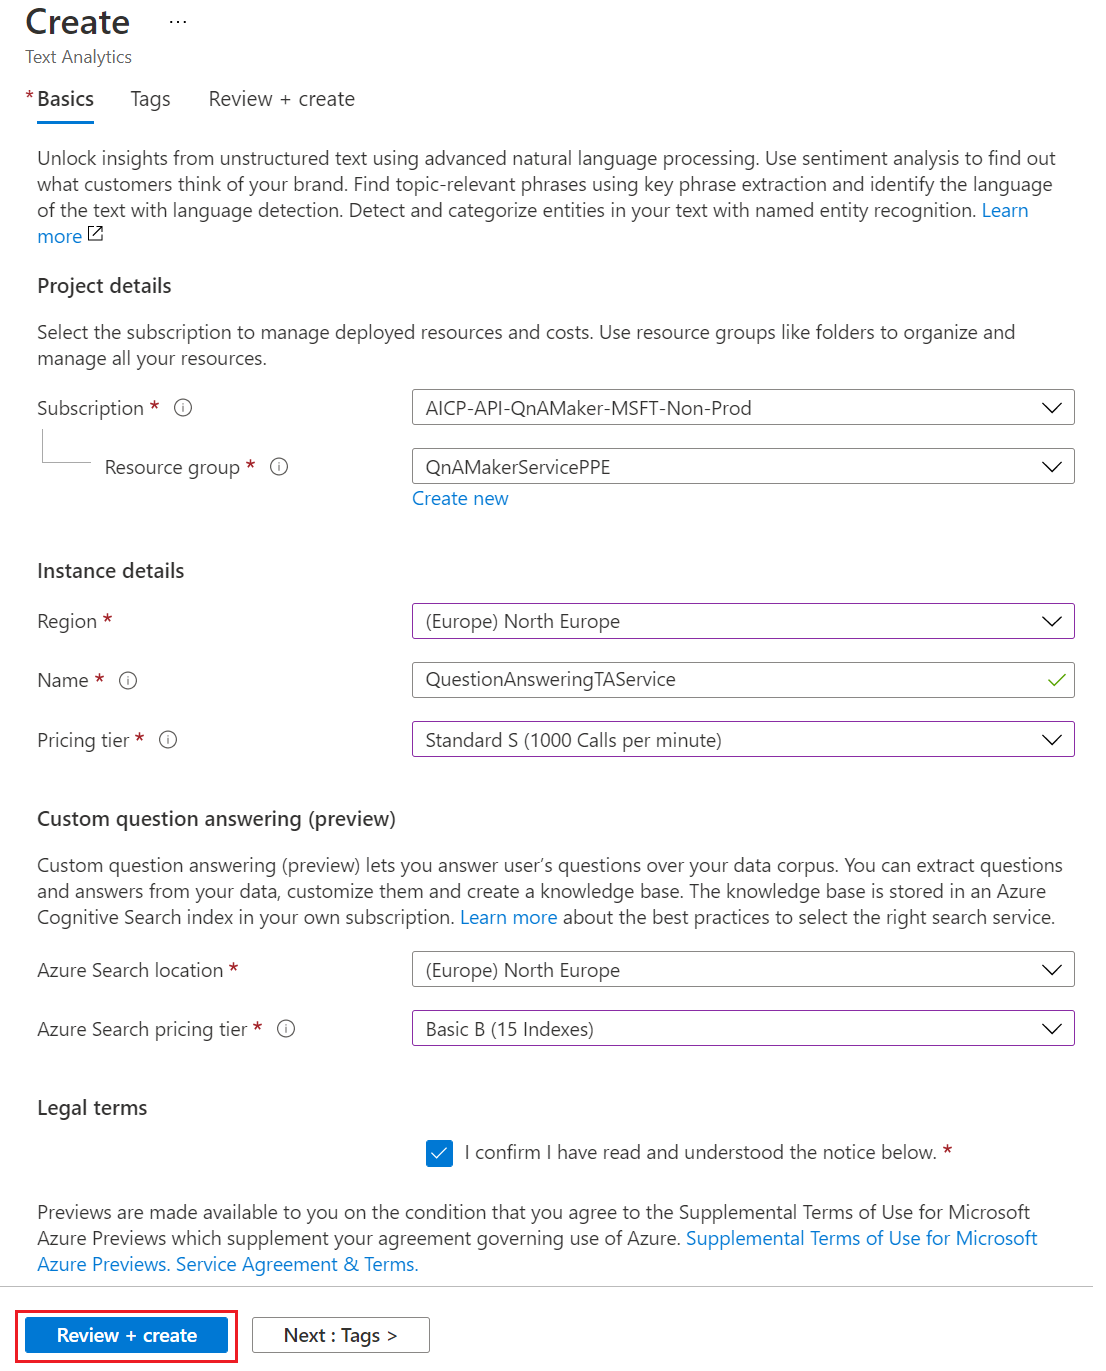 Create ...
Text Analytics
* Basics Tags Review + create
Unlock insights from unstructured text using advanced natural language processing. Use sentiment analysis to find out
what customers think of your brand. Find topic-relevant phrases using key phrase extraction and identify the language
of the text with language detection. Detect and categorize entities in your text with named entity recognition. Learn
more
Project details
Select the subscription to manage deployed resources and costs. Use resource groups like folders to organize and
manage all your resources.
Subscription * AICP-API-QnAMaker-MSFT-Non-Prod
Resource group * QnAMakerServicePPE
Create new
Instance details
Region * (Europe) North Europe
Name * QuestionAnsweringTAService
Pricing tier * Standard S (1000 Calls per minute)
Custom question answering (preview)
Custom question answering (preview) lets you answer user’s questions over your data corpus. You can extract questions
and answers from your data, customize them and create a knowledge base. The knowledge base is stored in an Azure
Cognitive Search index in your own subscription. Learn more about the best practices to select the right search service.
Azure Search location * (Europe) North Europe
Azure Search pricing tier * Basic B (15 Indexes)
Legal terms
I confirm I have read and understood the notice below. *
Previews are made available to you on the condition that you agree to the Supplemental Terms of Use for Microsoft
Azure Previews which supplement your agreement governing use of Azure. Supplemental Terms of Use for Microsoft
Azure Previews. Service Agreement & Terms.
Review + create Next : Tags >